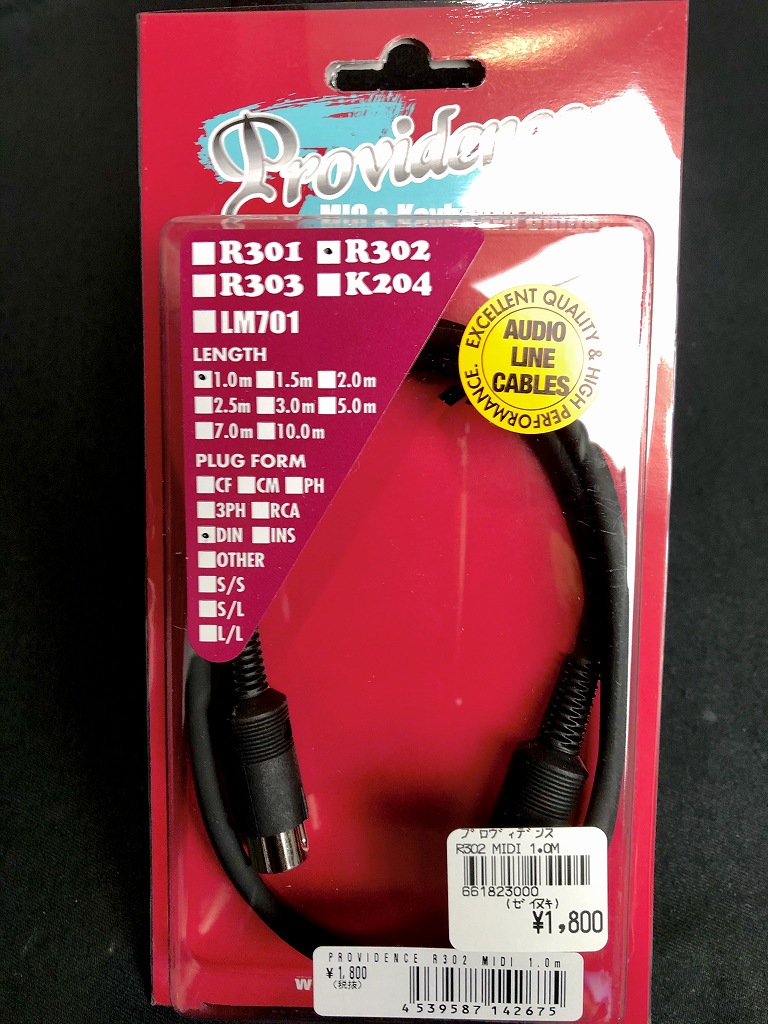 Providence
R301 R302
R303 K204
LM701
LENGTH
1.0m 1.5m 2.0m
2.5m 3.0m 5.0m
7.0m 10.0m
PLUG FORM
CF CM PH
3PH RCA
DIN INS
OTHER
S/S
S/L
L/L
EXCELLENT QUALITY & HIGH PERFORMANCE.
AUDIO
LINE
CABLES
プロヴィデンス
R302 MIDI 1.0M
661823000
(ゼイヌキ)
¥1,800
PROVIDENCE R302 MIDI 1.0m
¥1,800
(税抜)
4539587142675